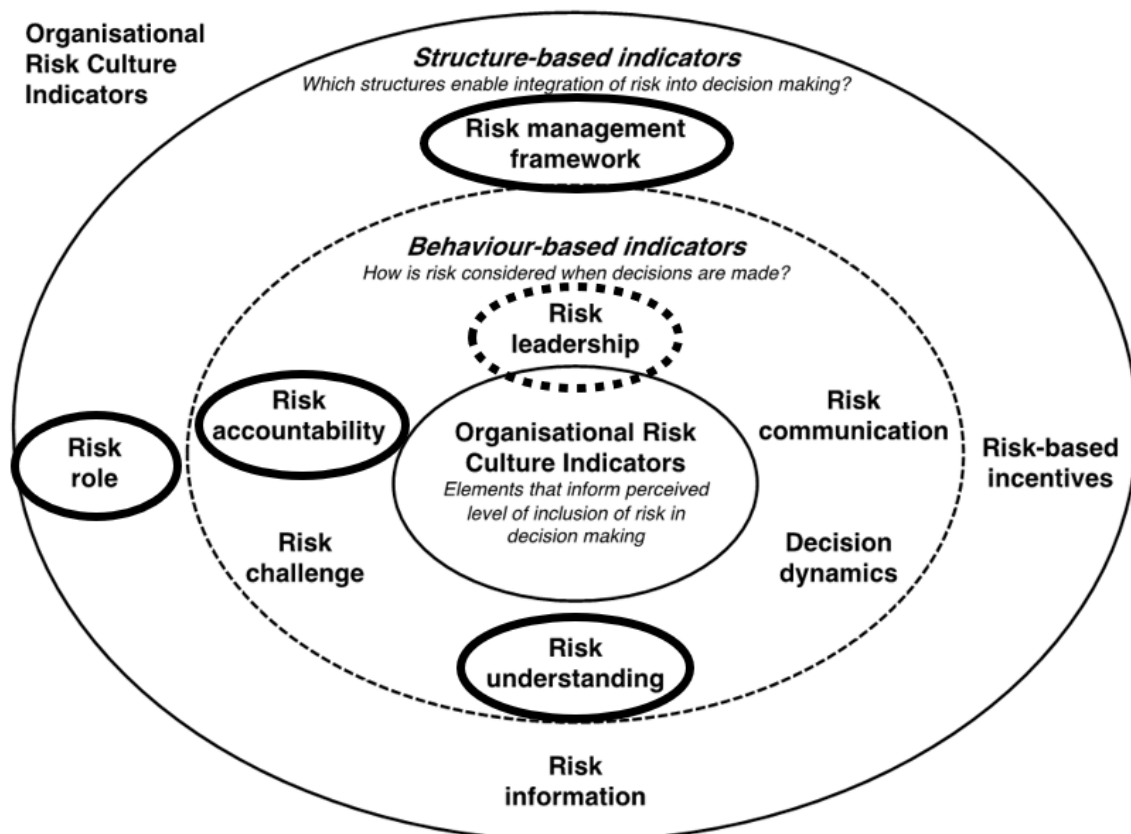 Organisational
Risk Culture
Indicators
Structure-based indicators
Which structures enable integration of risk into decision making?
Risk management
framework
Behaviour-based indicators
How is risk considered when decisions are made?
Risk
leadership
Risk
accountability
Risk
communication
Risk
role
Organisational Risk
Culture Indicators
Elements that inform perceived
level of inclusion of risk in
decision making
Risk-based
incentives
Risk
challenge
Decision
dynamics
Risk
understanding
Risk
information